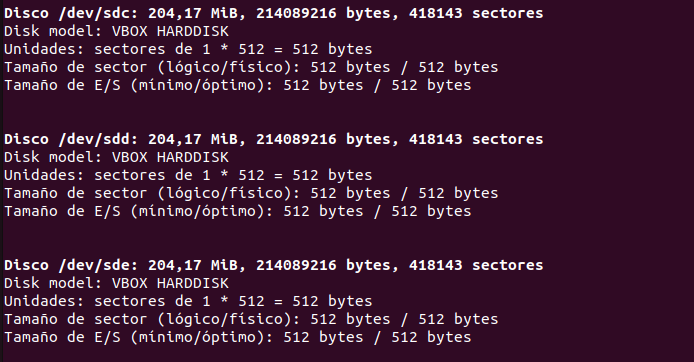 Disco /dev/sdc: 204,17 MiB, 214089216 bytes, 418143 sectores
Disk model: VBOX HARDDISK
Unidades: sectores de 1 * 512 = 512 bytes
Tamaño de sector (lógico/físico): 512 bytes / 512 bytes
Tamaño de E/S (mínimo/óptimo): 512 bytes / 512 bytes
Disco /dev/sdd: 204,17 MiB, 214089216 bytes, 418143 sectores
Disk model: VBOX HARDDISK
Unidades: sectores de 1 * 512 = 512 bytes
Tamaño de sector (lógico/físico): 512 bytes / 512 bytes
Tamaño de E/S (mínimo/óptimo): 512 bytes / 512 bytes
Disco /dev/sde: 204,17 MiB, 214089216 bytes, 418143 sectores
Disk model: VBOX HARDDISK
Unidades: sectores de 1 * 512 = 512 bytes
Tamaño de sector (lógico/físico): 512 bytes / 512 bytes
Tamaño de E/S (mínimo/óptimo): 512 bytes / 512 bytes